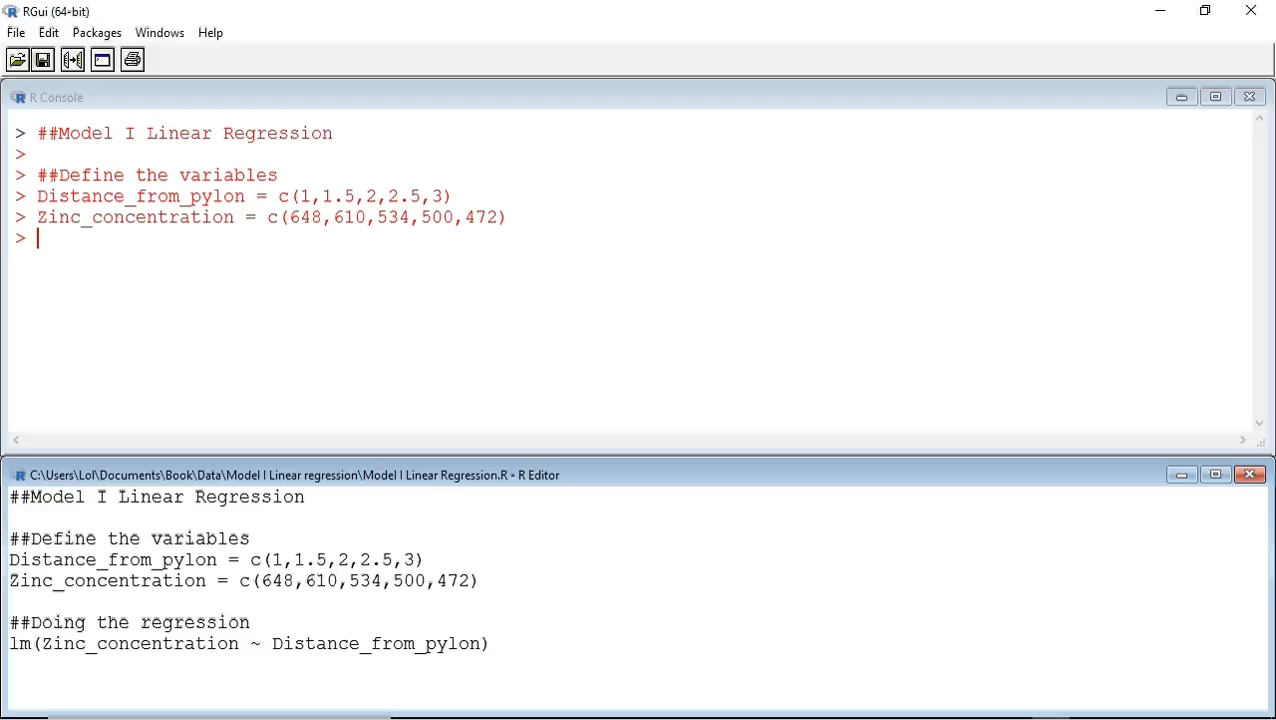 RGui (64-bit)
File Edit Packages Windows Help
R Console
> ##Model I Linear Regression
>
> ##Define the variables
> Distance_from_pylon = c(1,1.5,2,2.5,3)
> Zinc_concentration = c(648,610,534,500,472)
>
C:\Users\Lol\Documents\Book\Data\Model I Linear regression\Model I Linear Regression.R - R Editor
##Model I Linear Regression
##Define the variables
Distance_from_pylon = c(1,1.5,2,2.5,3)
Zinc_concentration = c(648,610,534,500,472)
##Doing the regression
lm(Zinc_concentration ~ Distance_from_pylon)